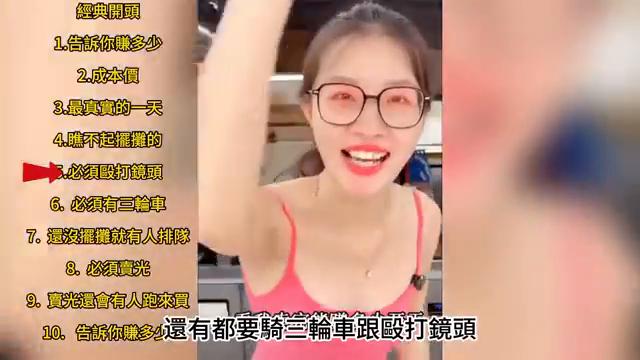 經典開頭
1.告訴你賺多少
2.成本價
3.最真實的一天
4.瞧不起擺攤的
5.必須毆打鏡頭
6. 必須有三輪車
7. 還沒擺攤就有人排隊
8. 必須賣光
9. 賣光還會有人跑來買
10. 告訴你賺多少
還有都要騎三輪車跟毆打鏡頭